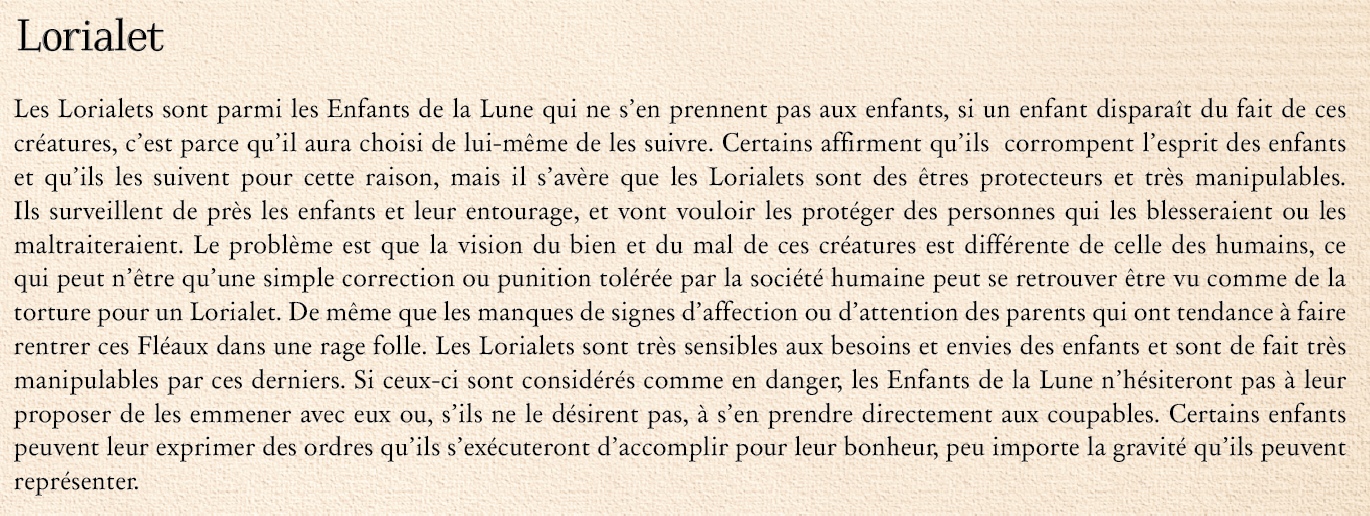 Lorialet
Les Lorialets sont parmi les Enfants de la Lune qui ne s’en prennent pas aux enfants, si un enfant disparaît du fait de ces
créatures, c’est parce qu’il aura choisi de lui-même de les suivre. Certains affirment qu’ils  corrompent l’esprit des enfants
et qu’ils les suivent pour cette raison, mais il s’avère que les Lorialets sont des êtres protecteurs et très manipulables.
Ils surveillent de près les enfants et leur entourage, et vont vouloir les protéger des personnes qui les blesseraient ou les
maltraiteraient. Le problème est que la vision du bien et du mal de ces créatures est différente de celle des humains, ce
qui peut n’être qu’une simple correction ou punition tolérée par la société humaine peut se retrouver être vu comme de la
torture pour un Lorialet. De même que les manques de signes d’affection ou d’attention des parents qui ont tendance à faire
rentrer ces Fléaux dans une rage folle. Les Lorialets sont très sensibles aux besoins et envies des enfants et sont de fait très
manipulables par ces derniers. Si ceux-ci sont considérés comme en danger, les Enfants de la Lune n’hésiteront pas à leur
proposer de les emmener avec eux ou, s’ils ne le désirent pas, à s’en prendre directement aux coupables. Certains enfants
peuvent leur exprimer des ordres qu’ils s’exécuteront d’accomplir pour leur bonheur, peu importe la gravité qu’ils peuvent
représenter.